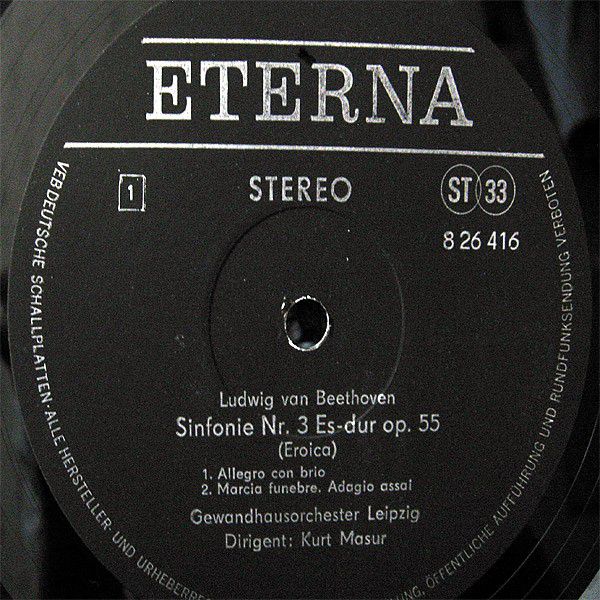 ETERNA
1
STEREO
ST 33
8 26 416
Ludwig van Beethoven
Sinfonie Nr. 3 Es-dur op. 55
(Eroica)
1. Allegro con brio
2. Marcia funebre. Adagio assai
Gewandhausorchester Leipzig
Dirigent: Kurt Masur
VEB DEUTSCHE SCHALLPLATTEN · ALLE HERSTELLER- UND ÖFFENTLICHE AUFFÜHRUNG UND RUNDFUNKSENDUNG VERBOTEN